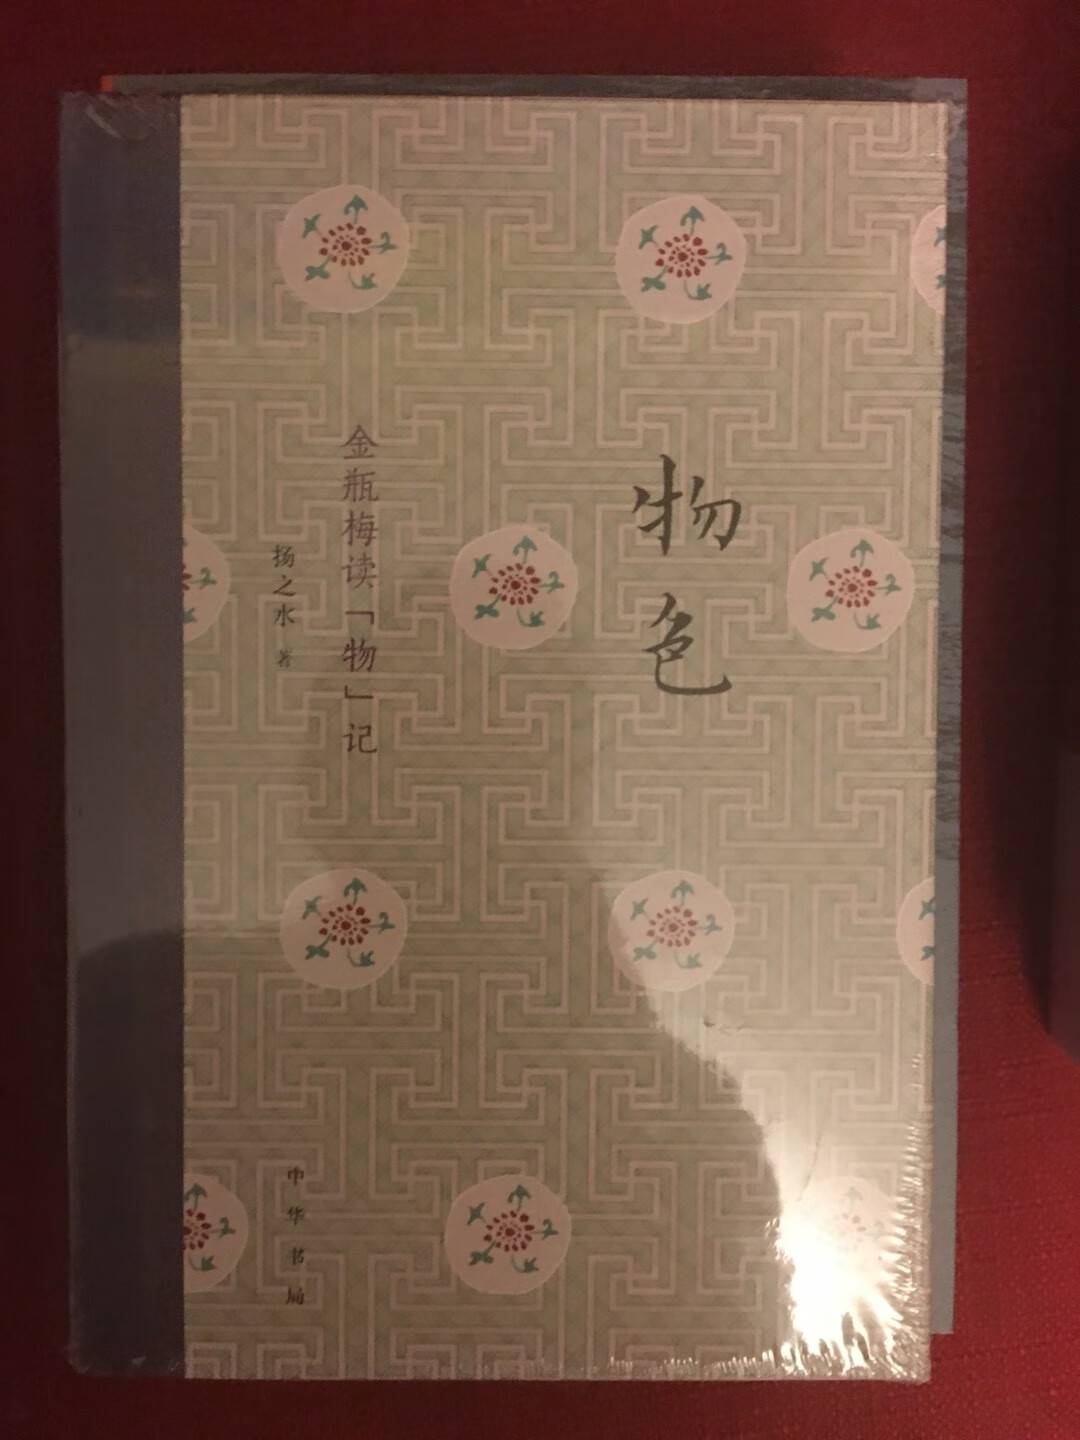 物色
金瓶梅读「物」记
扬之水 著
中华书局